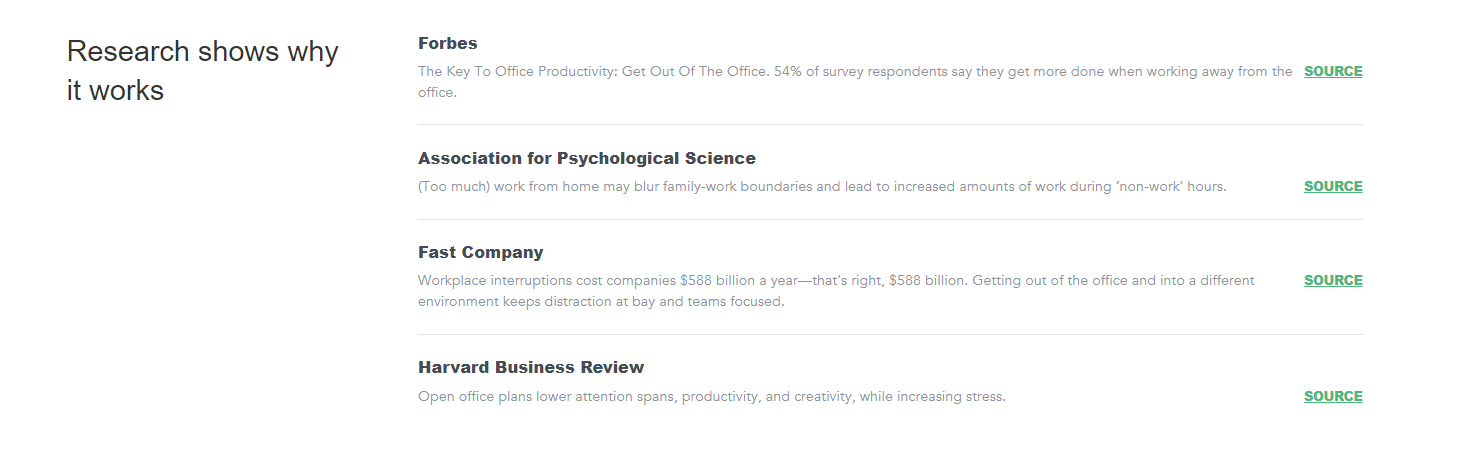 Research shows why
it works
Forbes
The Key To Office Productivity: Get Out Of The Office. 54% of survey respondents say they get more done when working away from the
office.
SOURCE
Association for Psychological Science
(Too much) work from home may blur family-work boundaries and lead to increased amounts of work during ‘non-work’ hours.
SOURCE
Fast Company
Workplace interruptions cost companies $588 billion a year—that’s right, $588 billion. Getting out of the office and into a different
environment keeps distraction at bay and teams focused.
SOURCE
Harvard Business Review
Open office plans lower attention spans, productivity, and creativity, while increasing stress.
SOURCE